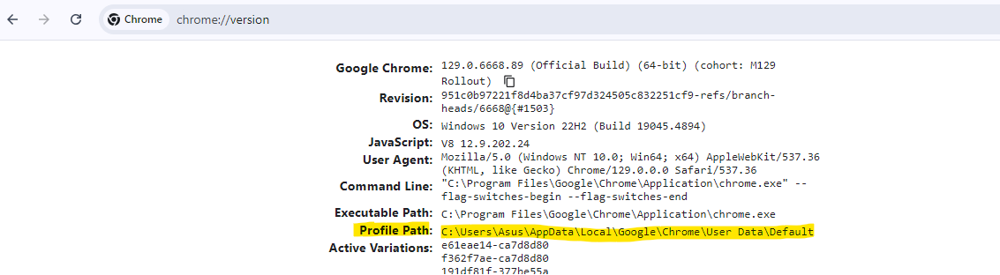 Chrome chrome://version
Google Chrome: 129.0.6668.89 (Official Build) (64-bit) (cohort: M129
Rollout)
Revision: 951c0b97221f8d4ba37cf97d324505c832251cf9-refs/branch-
heads/6668@{#1503}
OS: Windows 10 Version 22H2 (Build 19045.4894)
JavaScript: V8 12.9.202.24
User Agent: Mozilla/5.0 (Windows NT 10.0; Win64; x64) AppleWebKit/537.36
(KHTML, like Gecko) Chrome/129.0.0.0 Safari/537.36
Command Line: "C:\Program Files\Google\Chrome\Application\chrome.exe" --
flag-switches-begin --flag-switches-end
Executable Path: C:\Program Files\Google\Chrome\Application\chrome.exe
Profile Path: C:\Users\Asus\AppData\Local\Google\Chrome\User Data\Default
Active Variations: e61eae14-ca7d8d80
f362f7ae-ca7d8d80
191df81f-377be55a